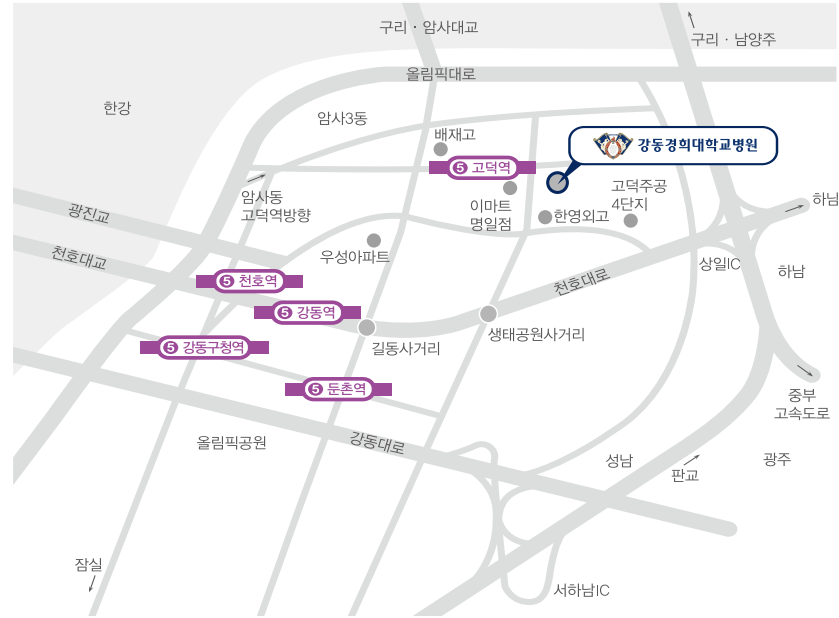 구리 · 암사대교
구리 · 남양주
올림픽대로
한강
암사3동
배재고
강동경희대학교병원
5 고덕역
암사동
고덕역방향
이마트
명일점
고덕주공
4단지
하남
광진교
한영외고
천호대교
우성아파트
상일IC
하남
5 천호역
천호대로
5 강동역
길동사거리
생태공원사거리
5 강동구청역
5 둔촌역
중부
고속도로
올림픽공원
강동대로
성남
광주
판교
잠실
서하남IC